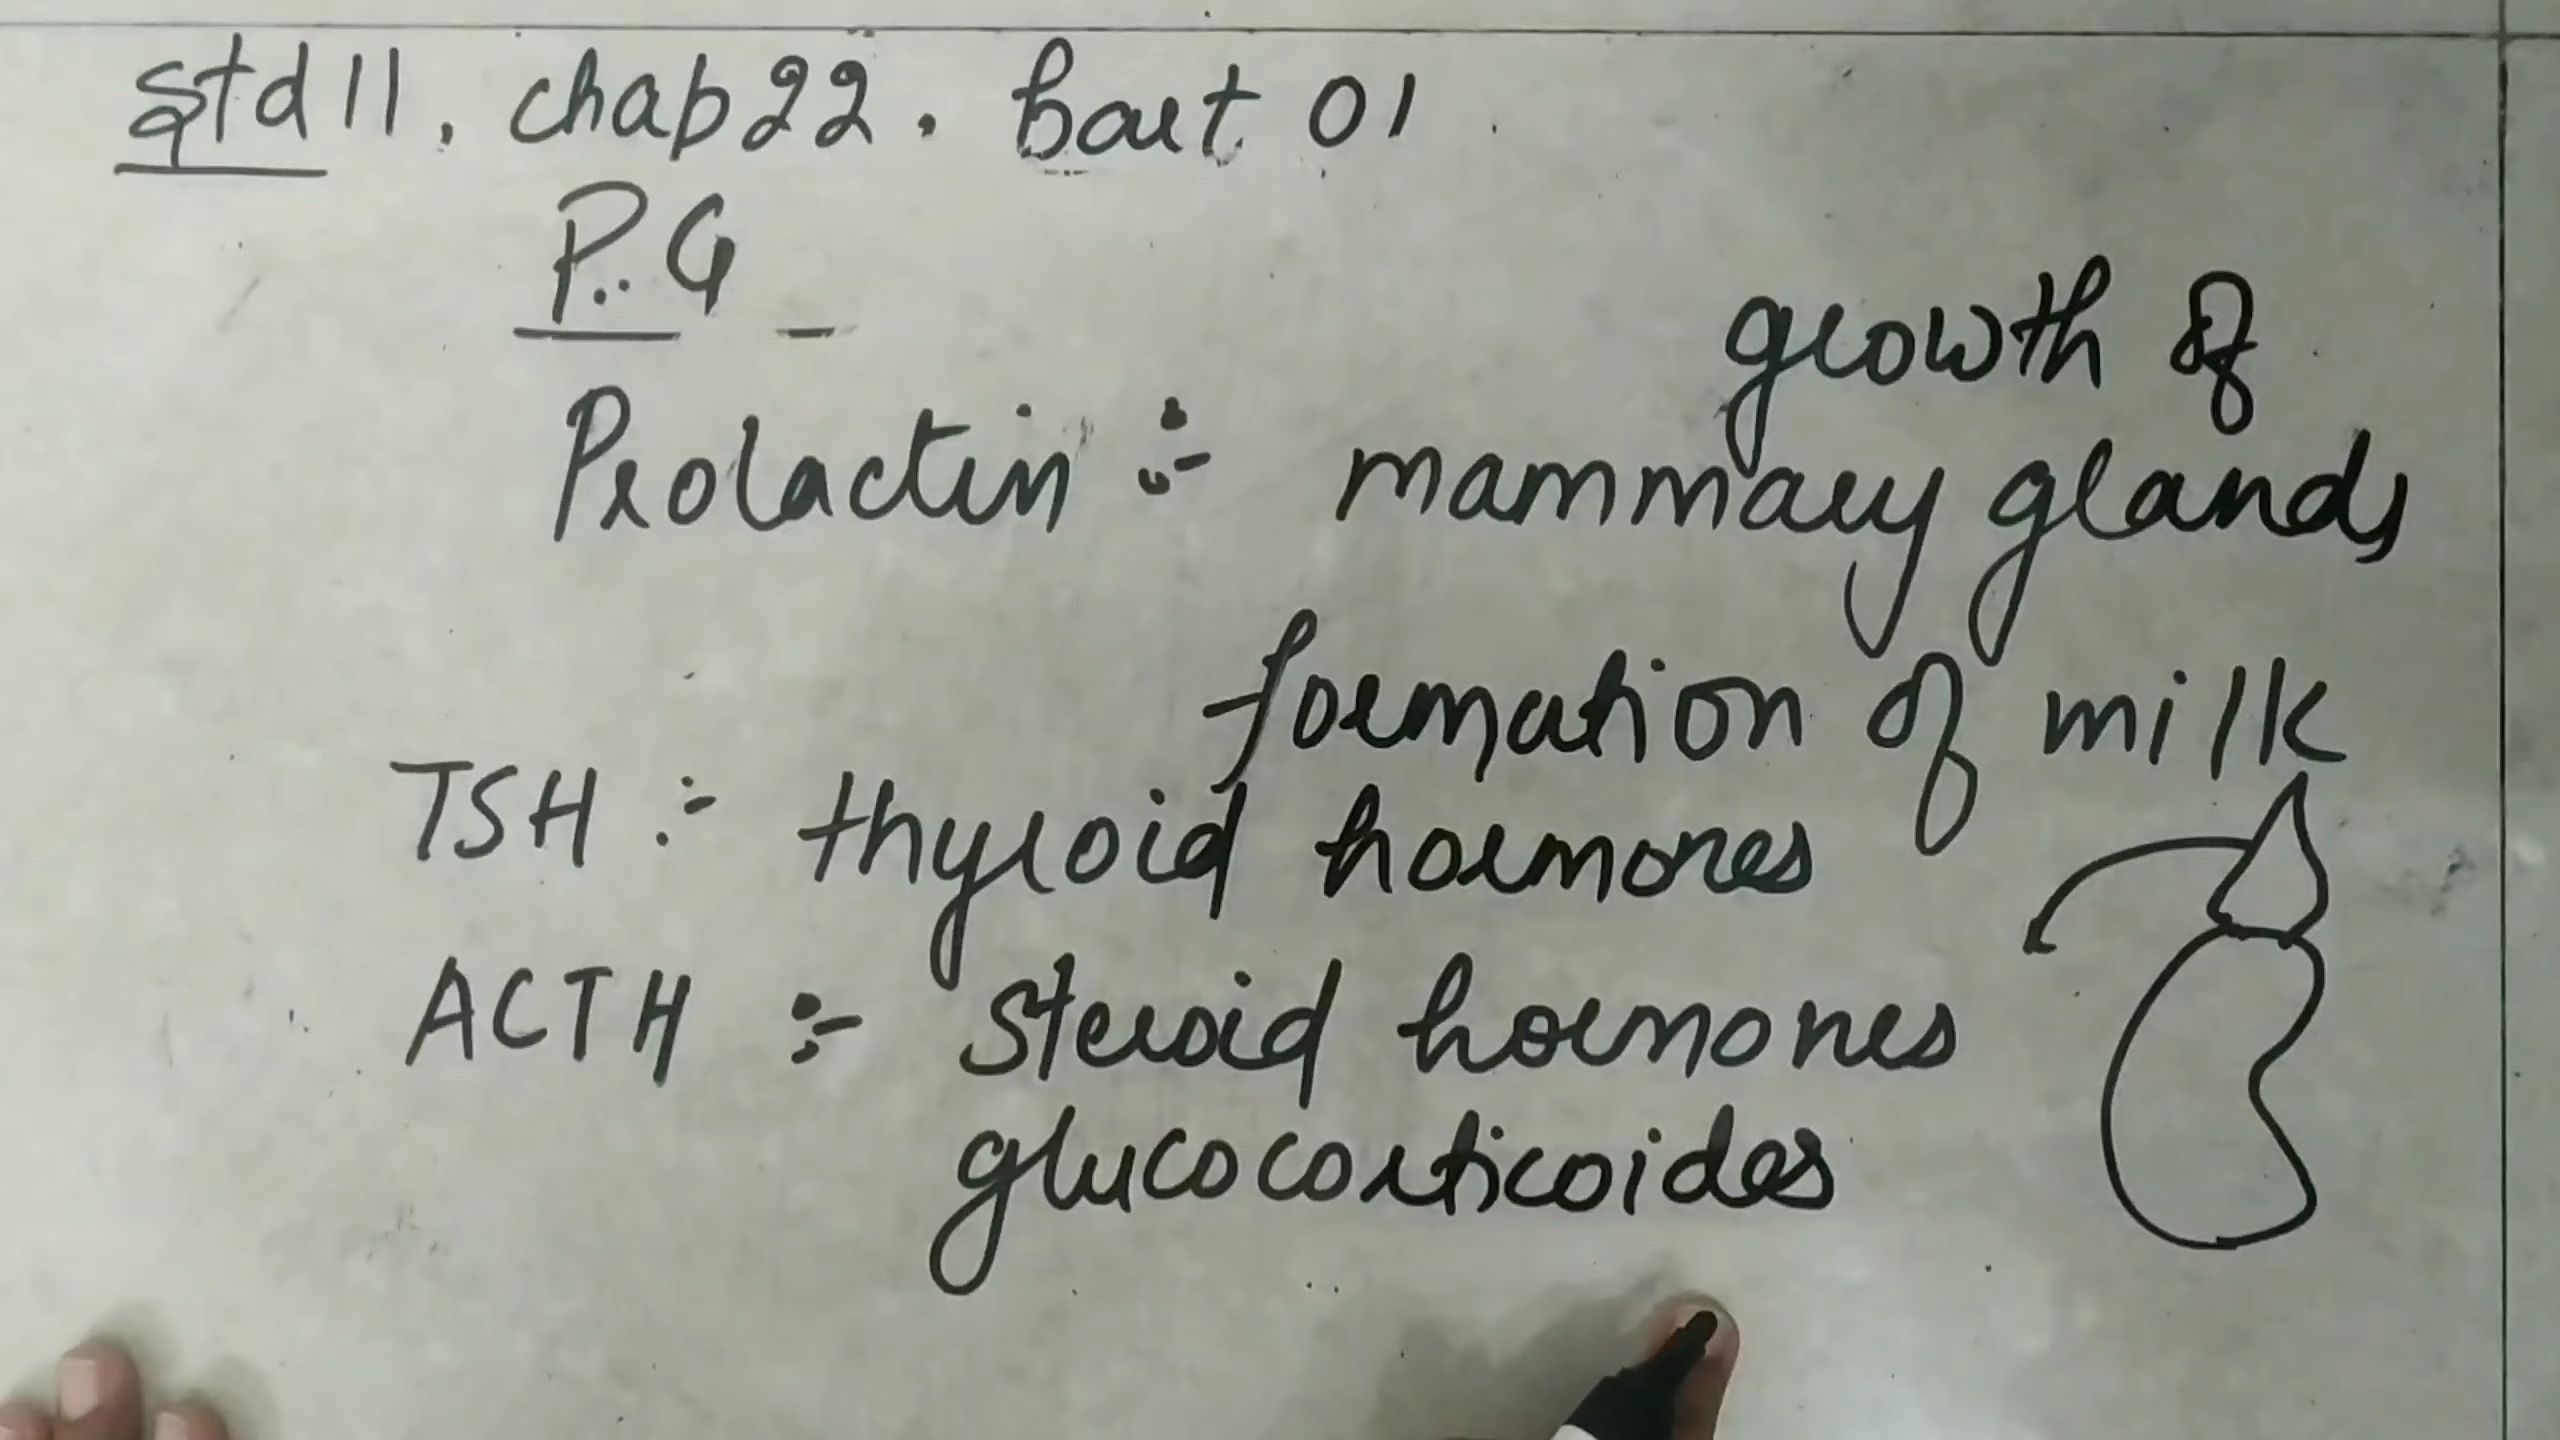 std 11. chap 22. Part 01
P. G
Prolactin :- growth of
mammary glands
formation of milk
TSH :- thyroid hormones
ACTH :- Steroid hormones
glucocorticoides